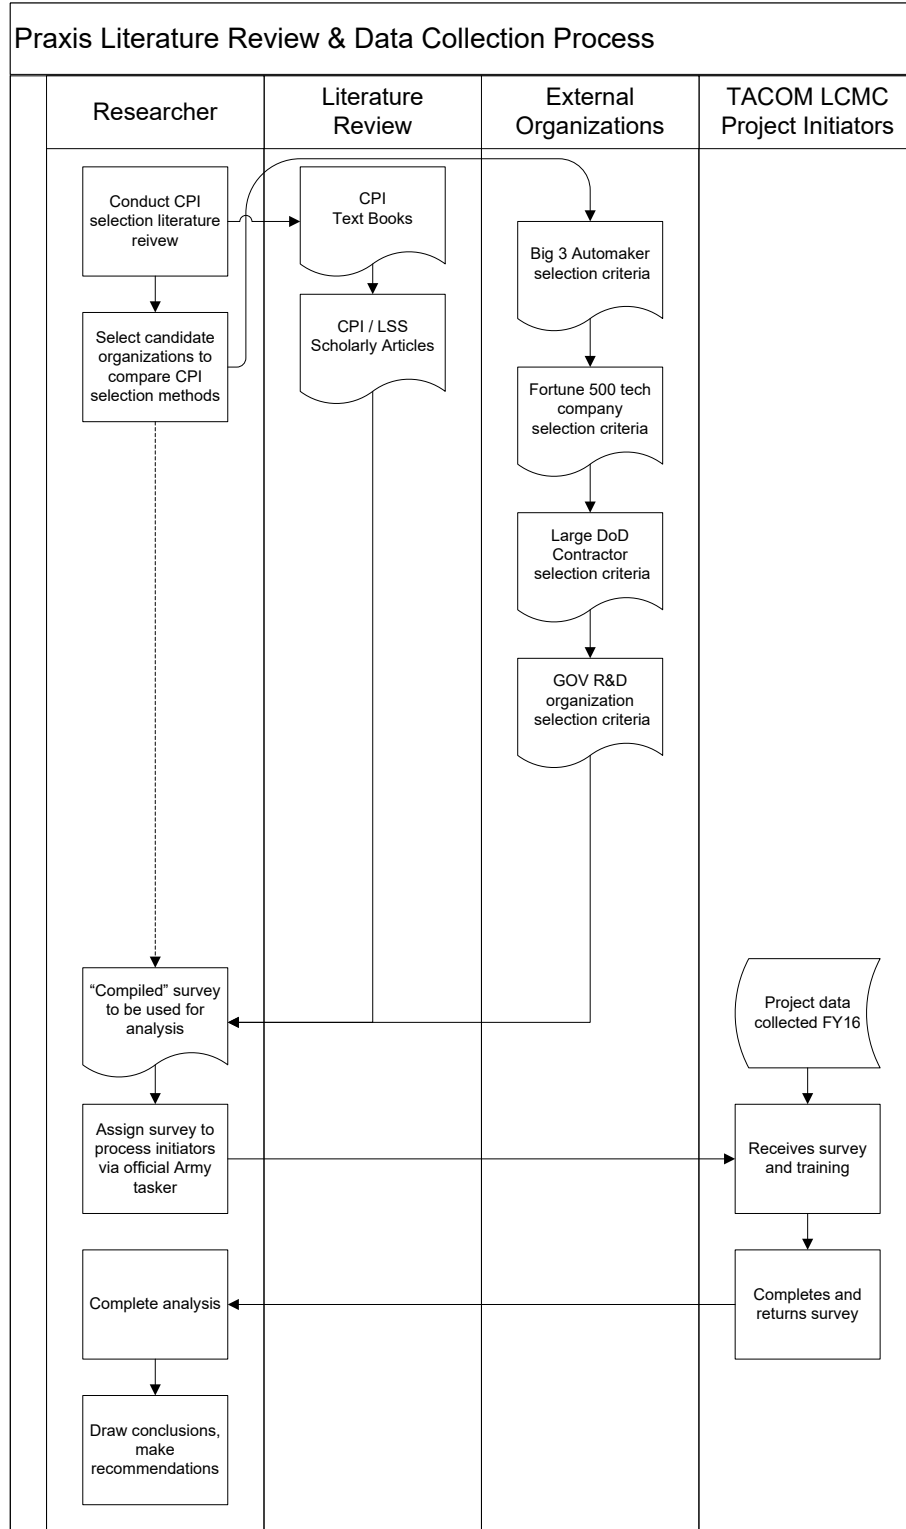 Praxis Literature Review & Data Collection Process
Researcher
Literature
Review
External
Organizations
TACOM LCMC
Project Initiators
Conduct CPI
selection literature
reivew
Select candidate
organizations to
compare CPI
selection methods
“Compiled” survey
to be used for
analysis
Assign survey to
process initiators
via official Army
tasker
Complete analysis
Draw conclusions,
make
recommendations
CPI
Text Books
CPI / LSS
Scholarly Articles
Big 3 Automaker
selection criteria
Fortune 500 tech
company
selection criteria
Large DoD
Contractor
selection criteria
GOV R&D
organization
selection criteria
Project data
collected FY16
Receives survey
and training
Completes and
returns survey